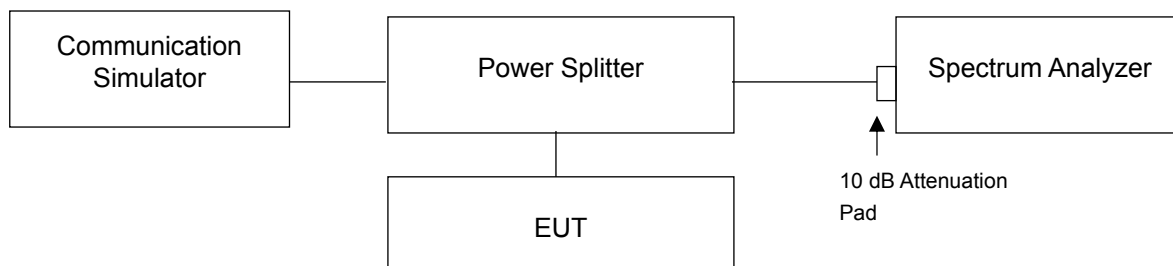 Communication
Simulator
Power Splitter
Spectrum Analyzer
10 dB Attenuation
Pad
EUT